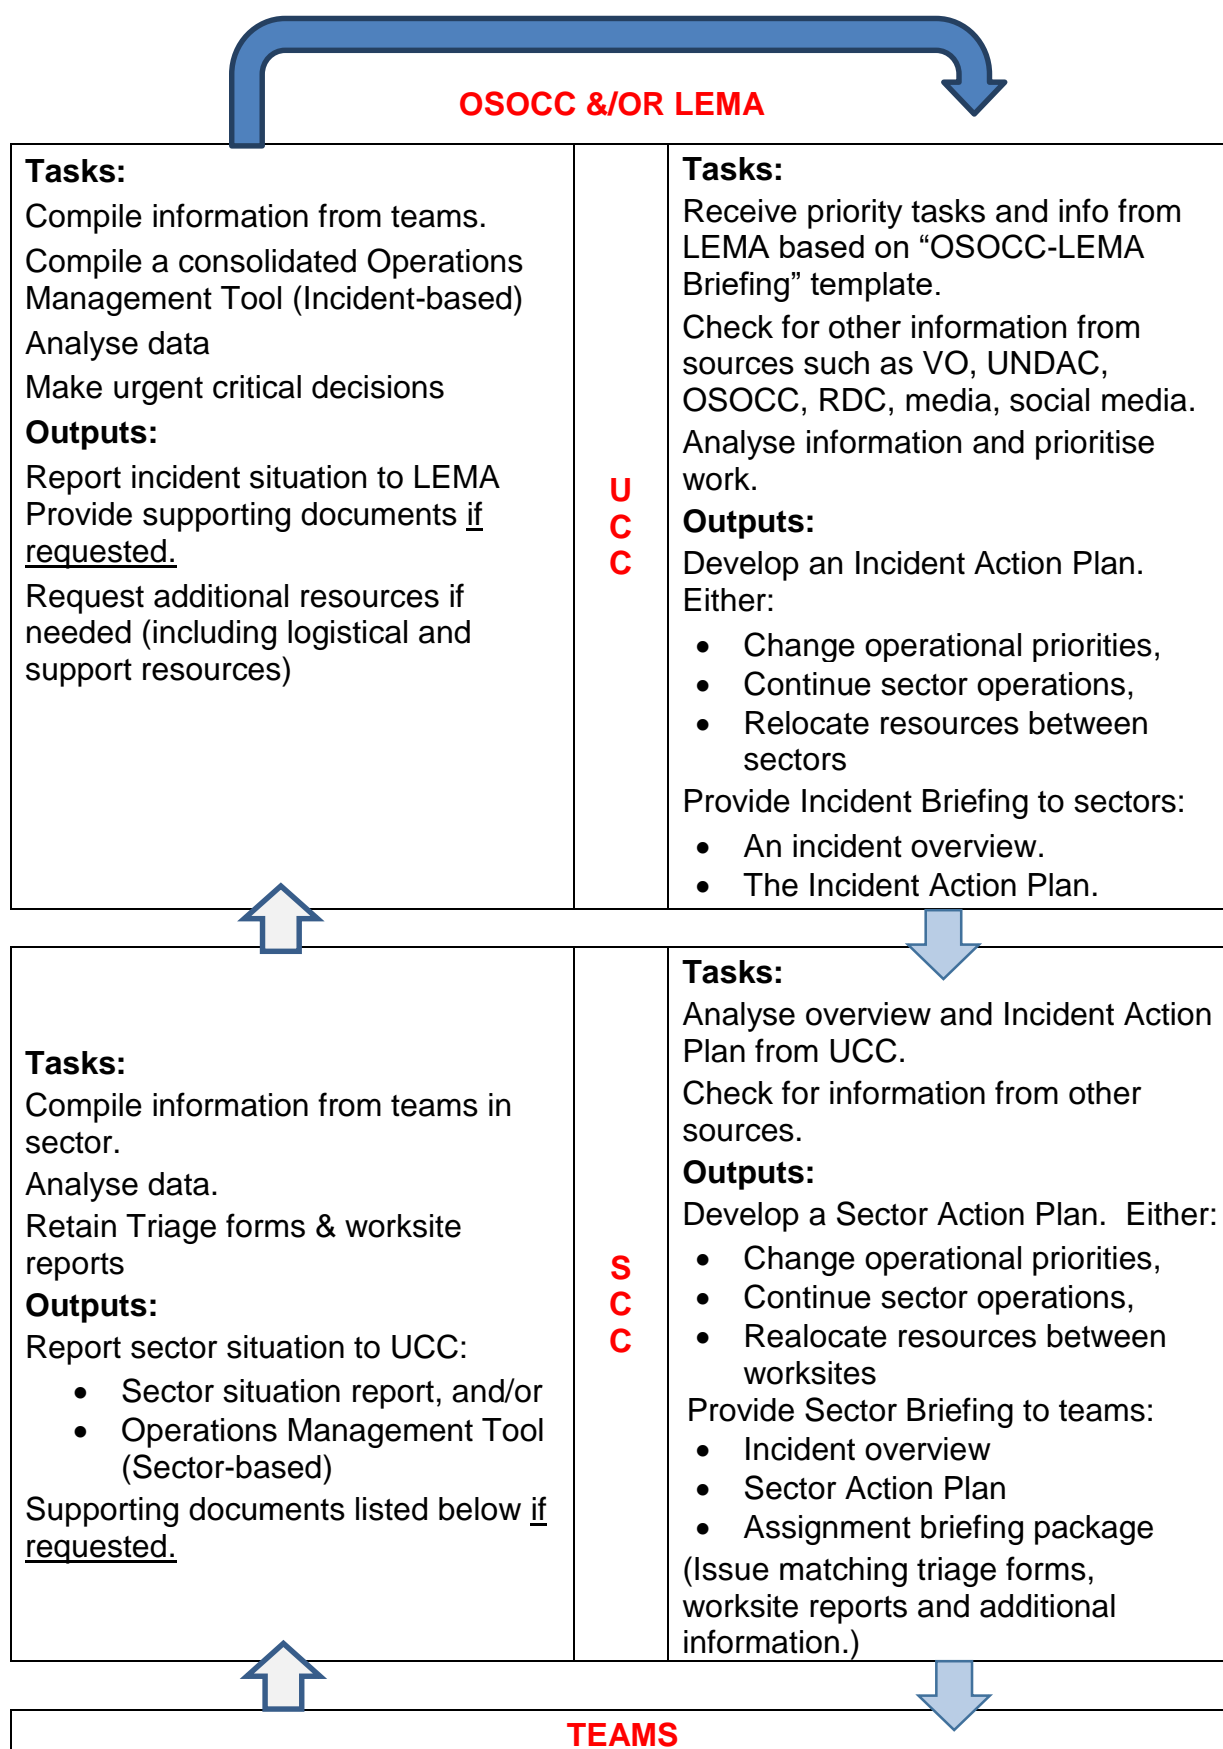 OSOCC &/OR LEMA
Tasks:
Compile information from teams.
Compile a consolidated Operations
Management Tool (Incident-based)
Analyse data
Make urgent critical decisions
Outputs:
Report incident situation to LEMA
Provide supporting documents if
requested.
Request additional resources if
needed (including logistical and
support resources)
U
C
C
Tasks:
Receive priority tasks and info from
LEMA based on “OSOCC-LEMA
Briefing” template.
Check for other information from
sources such as VO, UNDAC,
OSOCC, RDC, media, social media.
Analyse information and prioritise
work.
Outputs:
Develop an Incident Action Plan.
Either:
• Change operational priorities,
• Continue sector operations,
• Relocate resources between
sectors
Provide Incident Briefing to sectors:
• An incident overview.
• The Incident Action Plan.
Tasks:
Compile information from teams in
sector.
Analyse data.
Retain Triage forms & worksite
reports
Outputs:
Report sector situation to UCC:
• Sector situation report, and/or
• Operations Management Tool
(Sector-based)
Supporting documents listed below if
requested.
S
C
C
Tasks:
Analyse overview and Incident Action
Plan from UCC.
Check for information from other
sources.
Outputs:
Develop a Sector Action Plan.  Either:
• Change operational priorities,
• Continue sector operations,
• Realocate resources between
worksites
Provide Sector Briefing to teams:
• Incident overview
• Sector Action Plan
• Assignment briefing package
(Issue matching triage forms,
worksite reports and additional
information.)
TEAMS